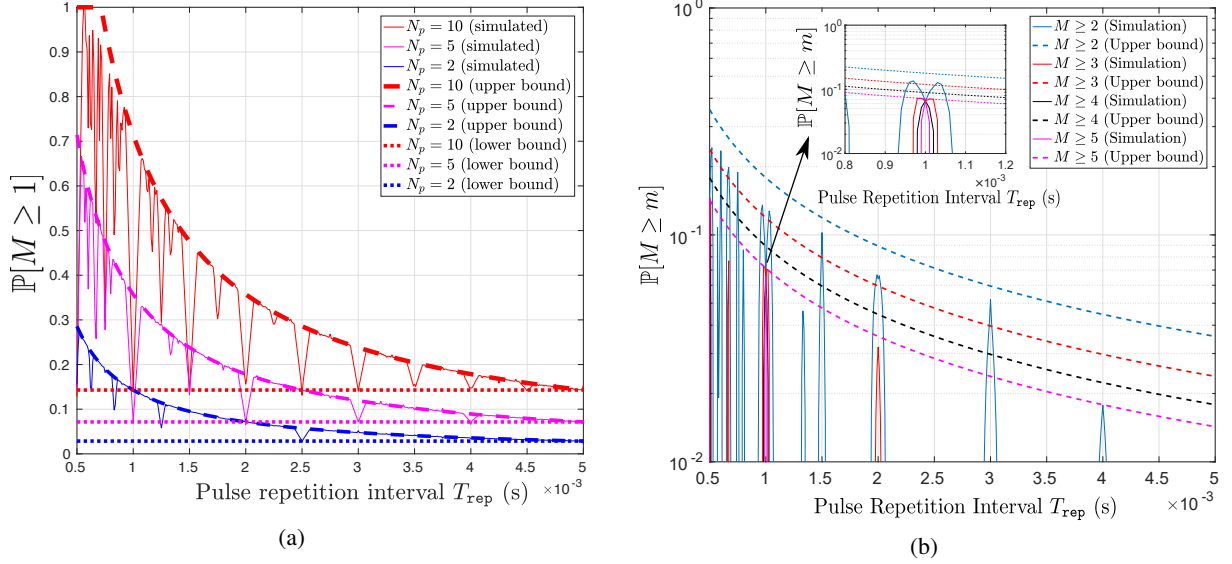 1
0.9
0.8
0.7
0.6
0.5
0.4
0.3
0.2
0.1
0
ℙ[M ≥ 1]
0.5 1 1.5 2 2.5 3 3.5 4 4.5 5
×10⁻³
Pulse repetition interval T_rep (s)
N_p = 10 (simulated)
N_p = 5 (simulated)
N_p = 2 (simulated)
N_p = 10 (upper bound)
N_p = 5 (upper bound)
N_p = 2 (upper bound)
N_p = 10 (lower bound)
N_p = 5 (lower bound)
N_p = 2 (lower bound)
(a)
10⁰
10⁻¹
10⁻²
ℙ[M ≥ m]
0.5 1 1.5 2 2.5 3 3.5 4 4.5 5
×10⁻³
Pulse Repetition Interval T_rep (s)
10⁰
10⁻¹
10⁻²
ℙ[M ≥ m]
0.8 0.9 1 1.1 1.2
×10⁻³
Pulse Repetition Interval T_rep (s)
M ≥ 2 (Simulation)
M ≥ 2 (Upper bound)
M ≥ 3 (Simulation)
M ≥ 3 (Upper bound)
M ≥ 4 (Simulation)
M ≥ 4 (Upper bound)
M ≥ 5 (Simulation)
M ≥ 5 (Upper bound)
(b)